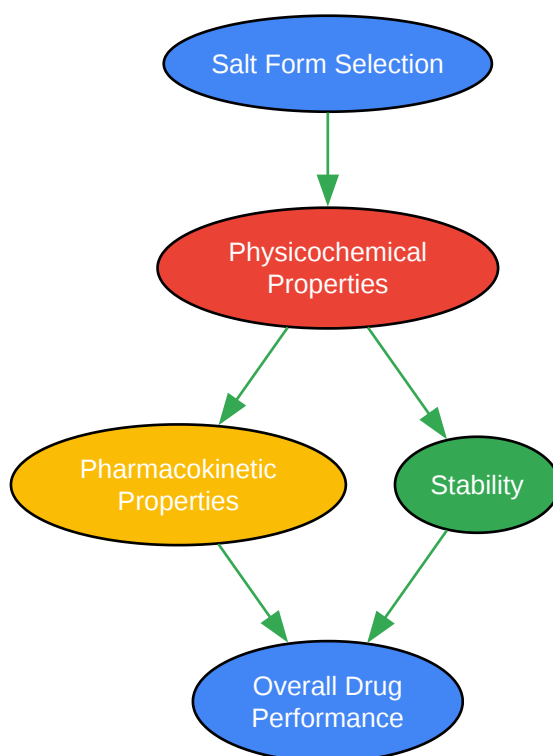 Salt Form Selection
Physicochemical
Properties
Pharmacokinetic
Properties
Stability
Overall Drug
Performance